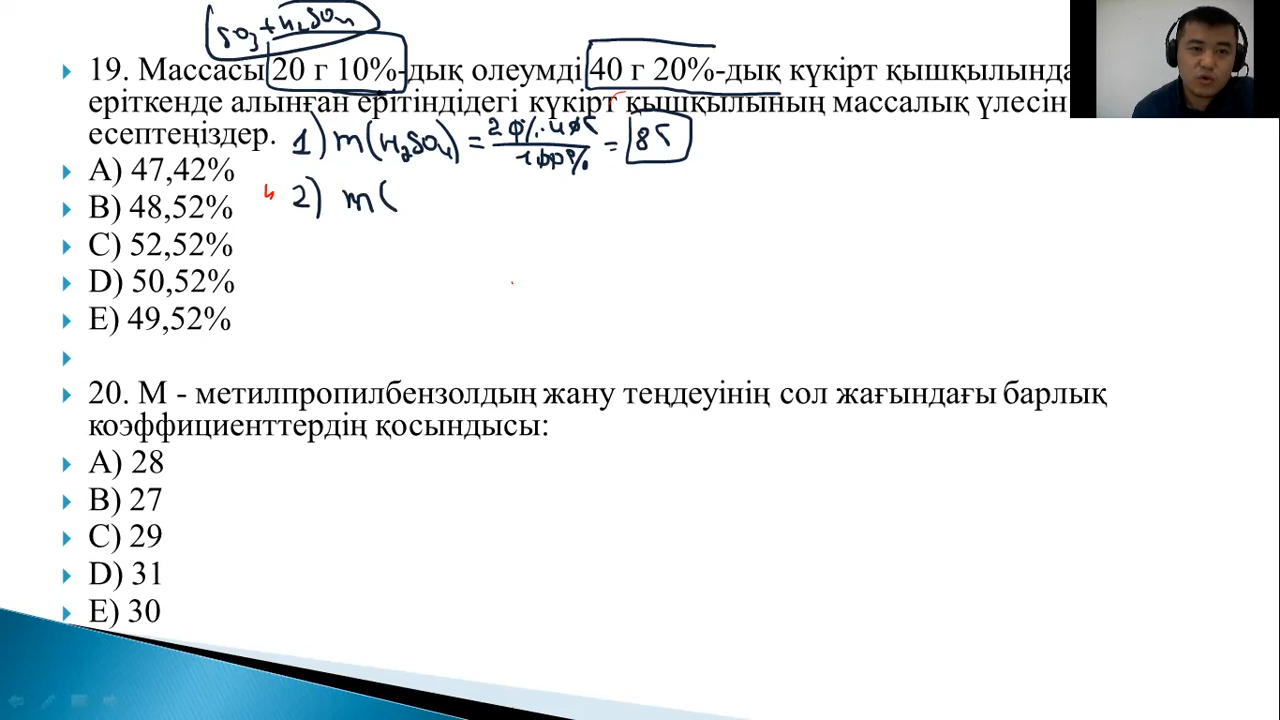 SO3 + H2SO4
19. Массасы 20 г 10%-дық олеумді 40 г 20%-дық күкірт қышқылында
еріткенде алынған ерітіндідегі күкірт қышқылының массалық үлесін
есептеңіздер.
1) m(H2SO4) = 20%·40г / 100% = 8г
A) 47,42%
2) m(
B) 48,52%
C) 52,52%
D) 50,52%
E) 49,52%
20. М - метилпропилбензолдың жану теңдеуінің сол жағындағы барлық
коэффициенттердің қосындысы:
A) 28
B) 27
C) 29
D) 31
E) 30